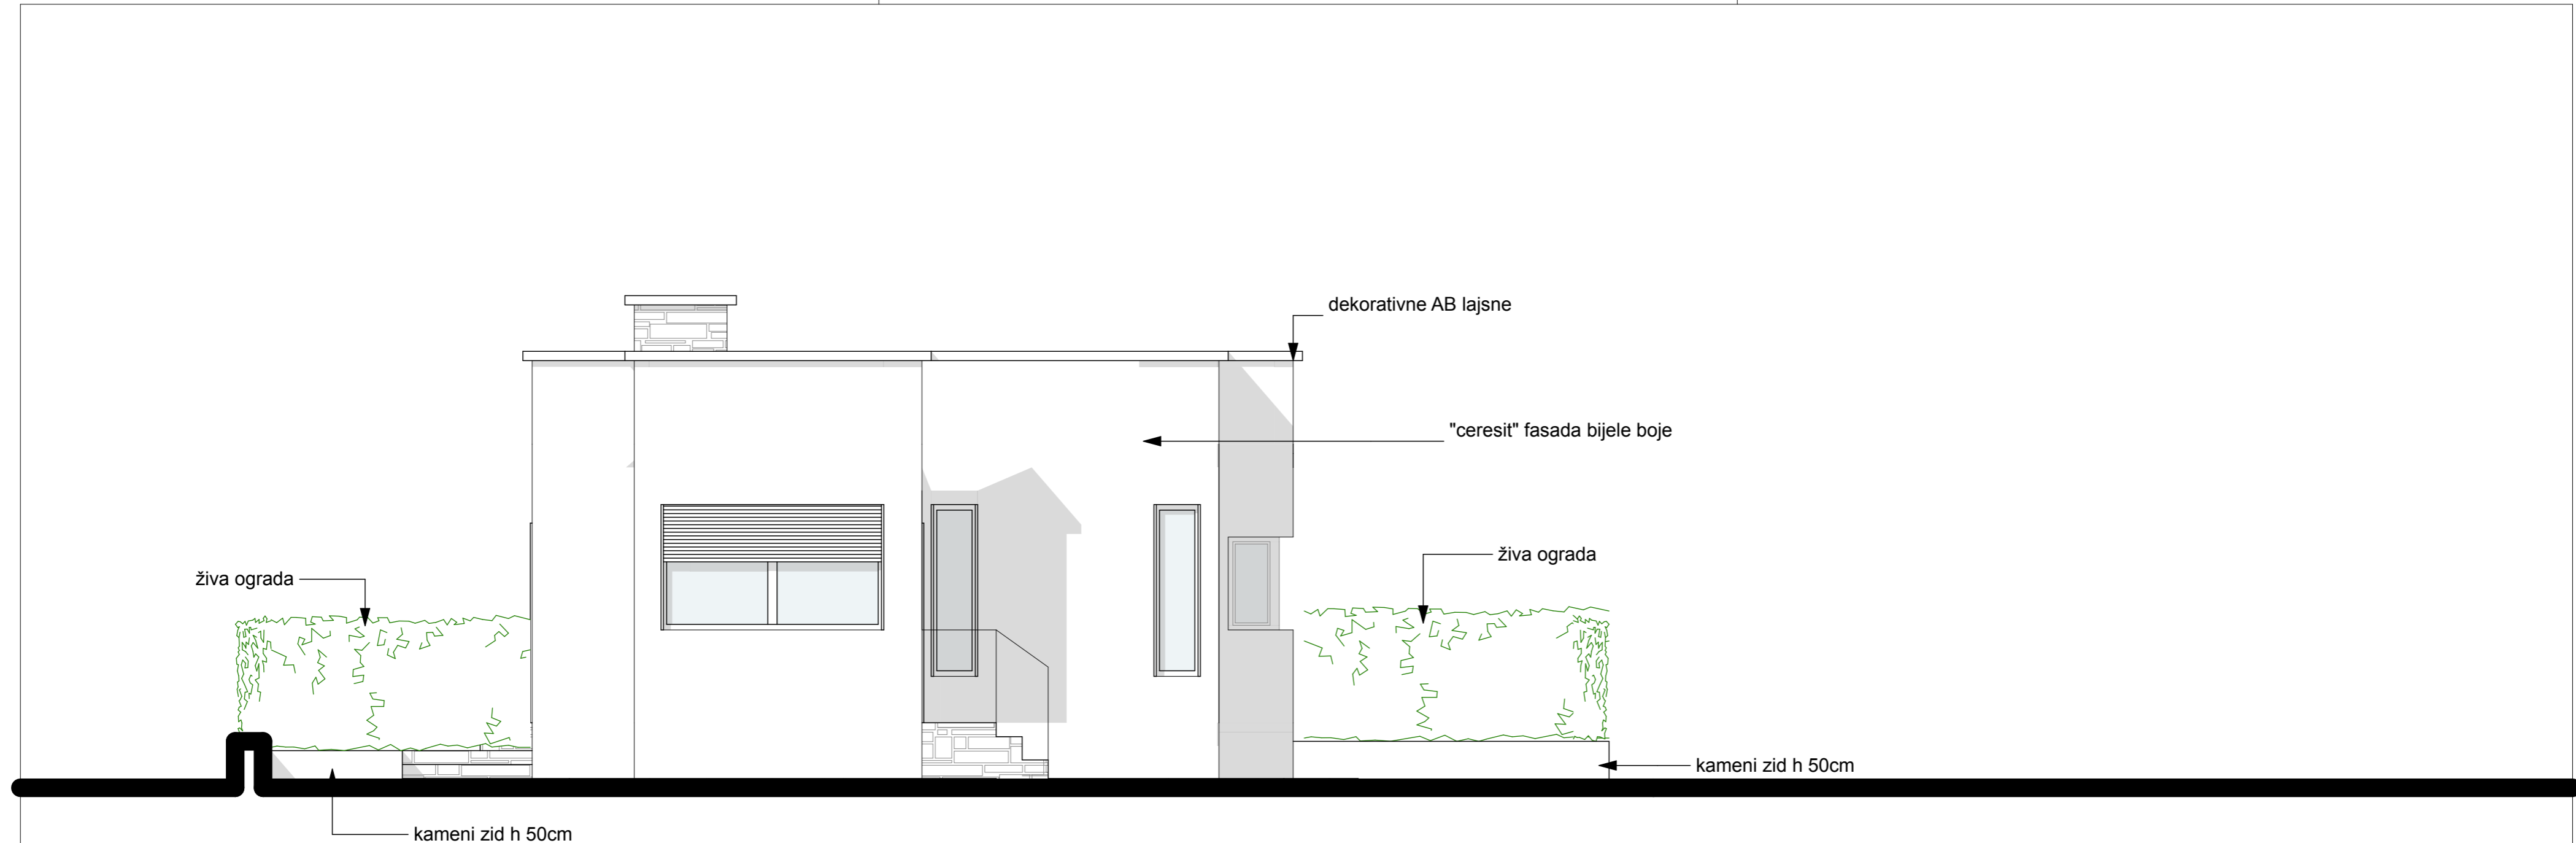 dekorativne AB lajsne
"ceresit" fasada bijele boje
živa ograda
živa ograda
kameni zid h 50cm
kameni zid h 50cm